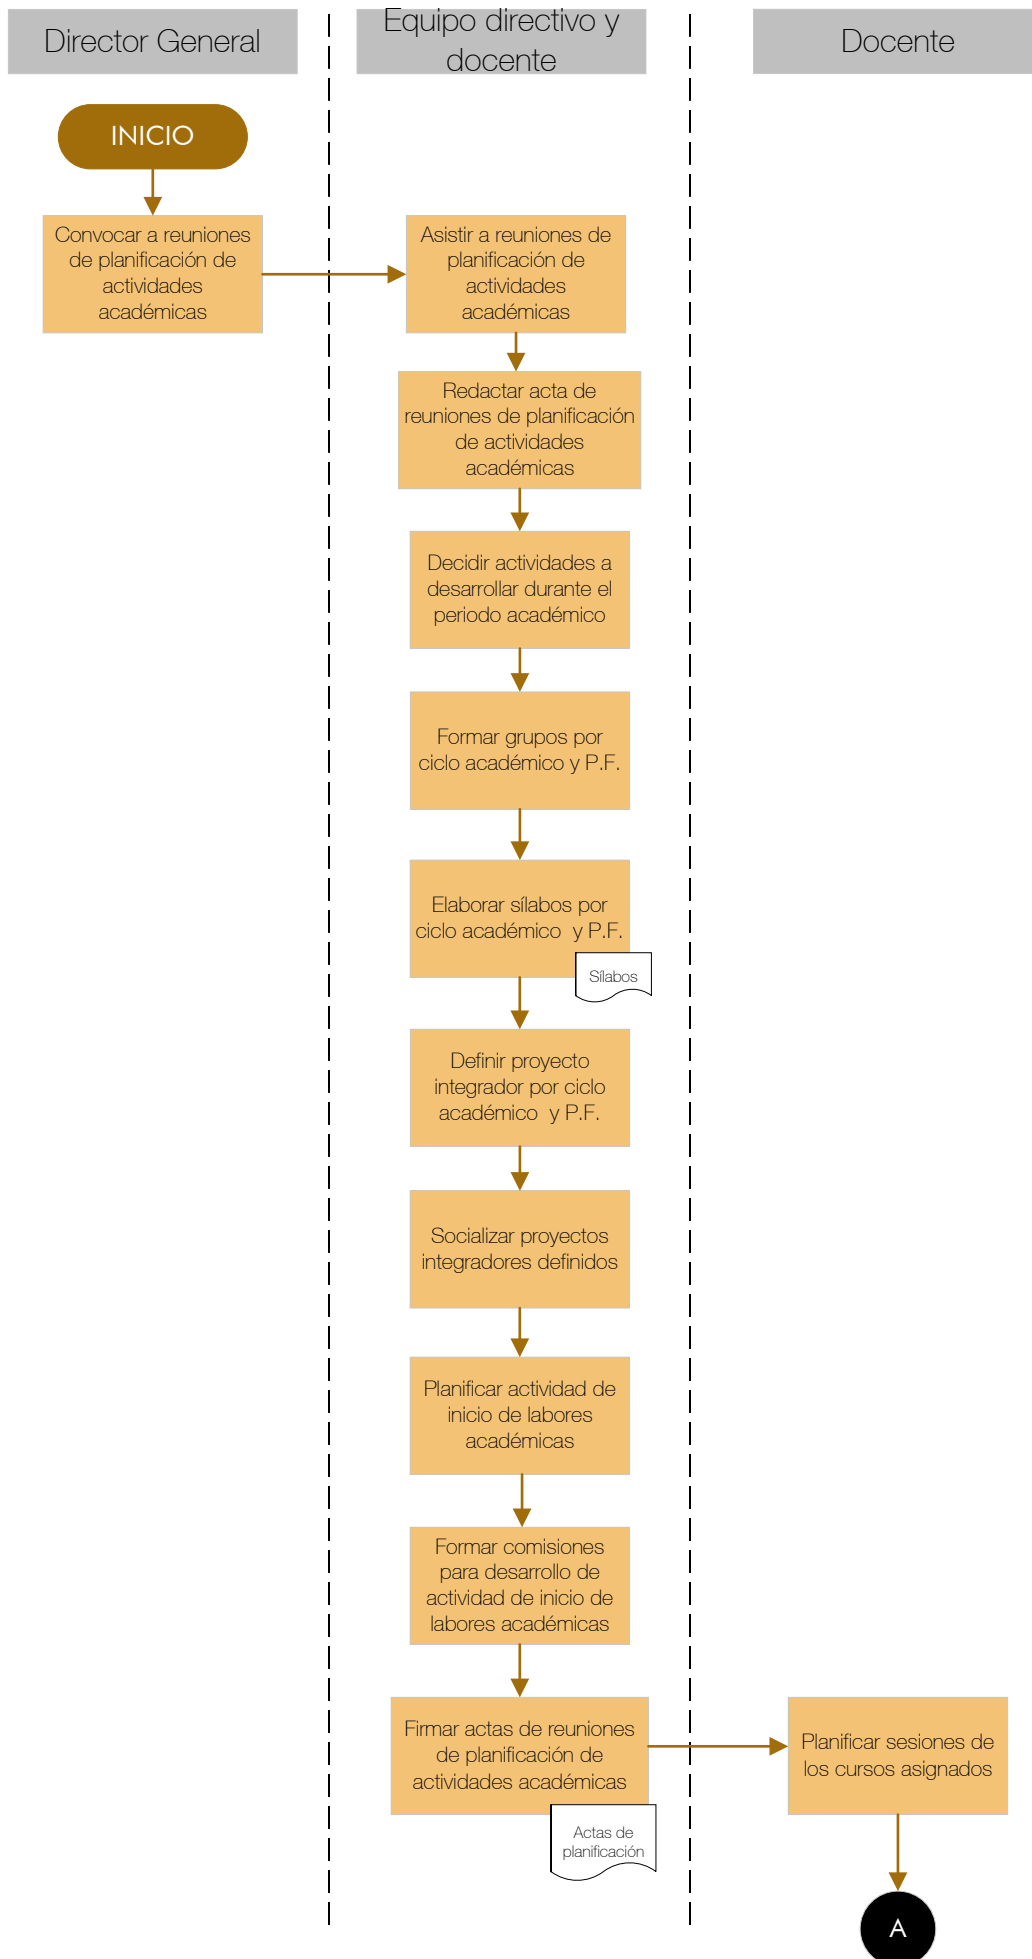 Director General
Equipo directivo y
docente
Docente
INICIO
Convocar a reuniones
de planificación de
actividades
académicas
Asistir a reuniones de
planificación de
actividades
académicas
Redactar acta de
reuniones de planificación
de actividades
académicas
Decidir actividades a
desarrollar durante el
periodo académico
Formar grupos por
ciclo académico y P.F.
Elaborar sílabos por
ciclo académico y P.F.
Sílabos
Definir proyecto
integrador por ciclo
académico y P.F.
Socializar proyectos
integradores definidos
Planificar actividad de
inicio de labores
académicas
Formar comisiones
para desarrollo de
actividad de inicio de
labores académicas
Firmar actas de reuniones
de planificación de
actividades académicas
Actas de
planificación
Planificar sesiones de
los cursos asignados
A